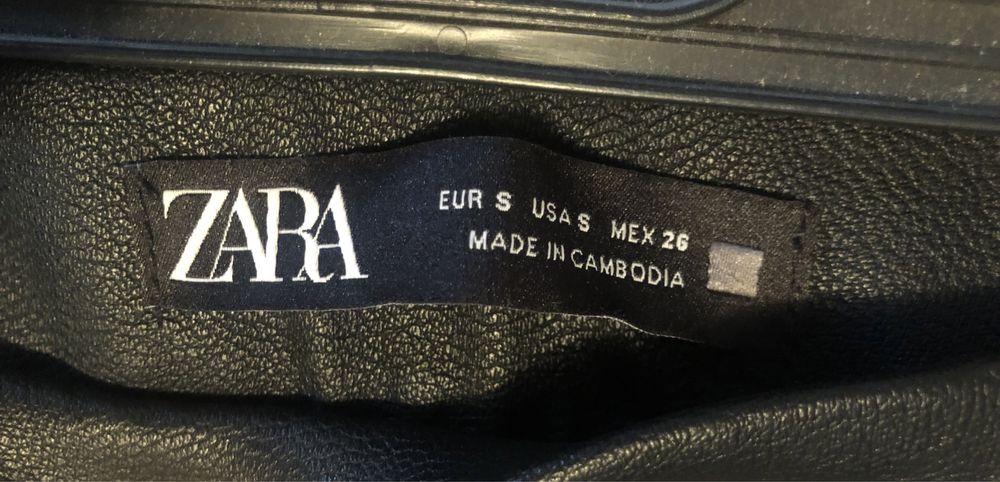 ZARA
EUR S USA S MEX 26
MADE IN CAMBODIA